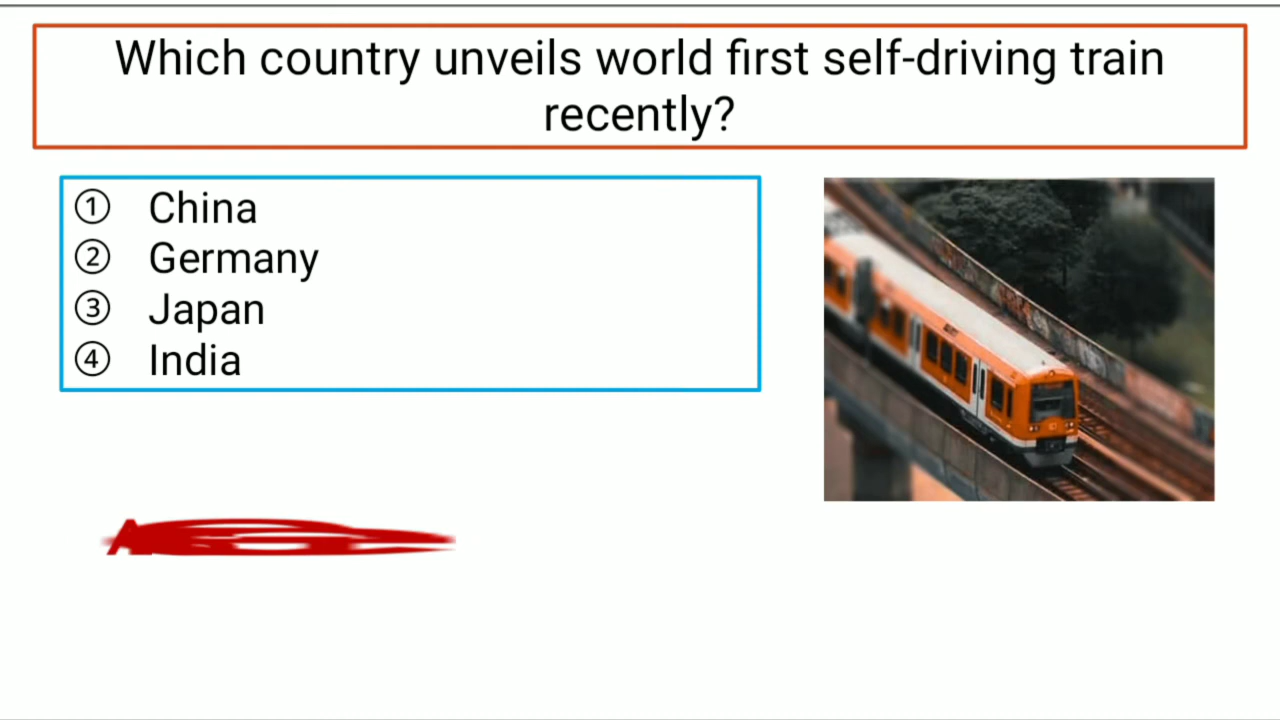 Which country unveils world first self-driving train
recently?
① China
② Germany
③ Japan
④ India